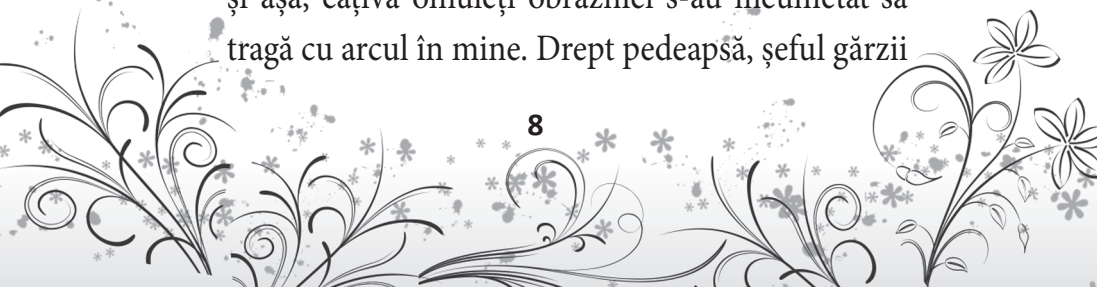 și așa, câțiva omuleți obraznici s-au încumetat să
tragă cu arcul în mine. Drept pedeapsă, șeful gărzii
8